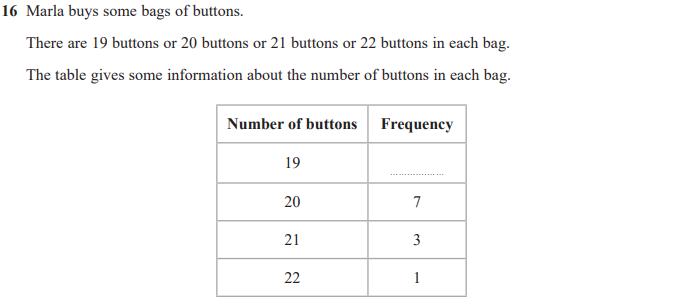 16 Marla buys some bags of buttons.
There are 19 buttons or 20 buttons or 21 buttons or 22 buttons in each bag.
The table gives some information about the number of buttons in each bag.
Number of buttons Frequency
19 ...................
20 7
21 3
22 1